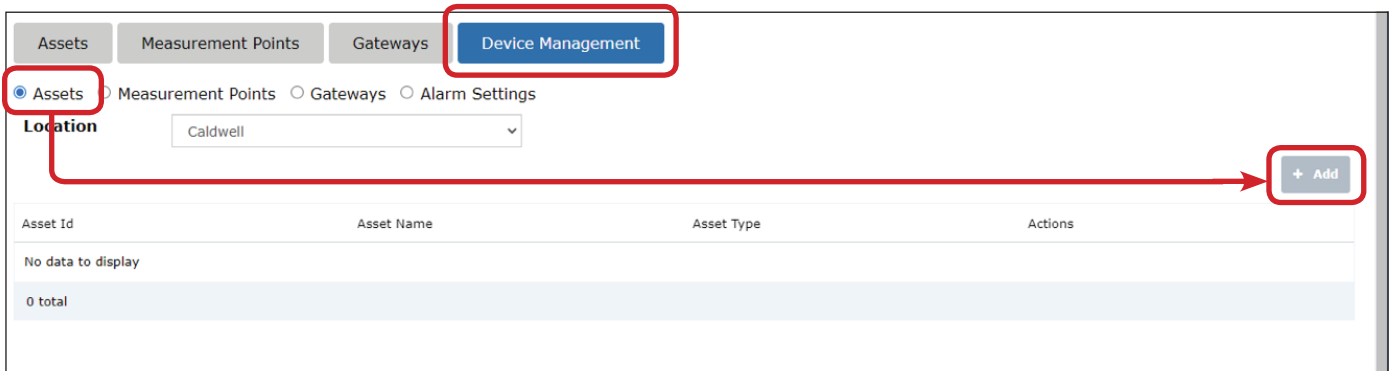 Assets Measurement Points Gateways Device Management
Assets Measurement Points Gateways Alarm Settings
Location Caldwell
+ Add
Asset Id Asset Name Asset Type Actions
No data to display
0 total